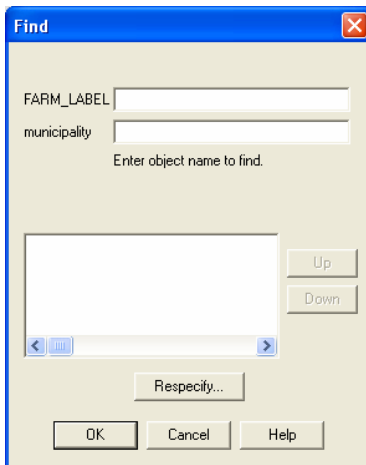 Find
FARM_LABEL
municipality
Enter object name to find.
Up
Down
Respecify...
OK Cancel Help